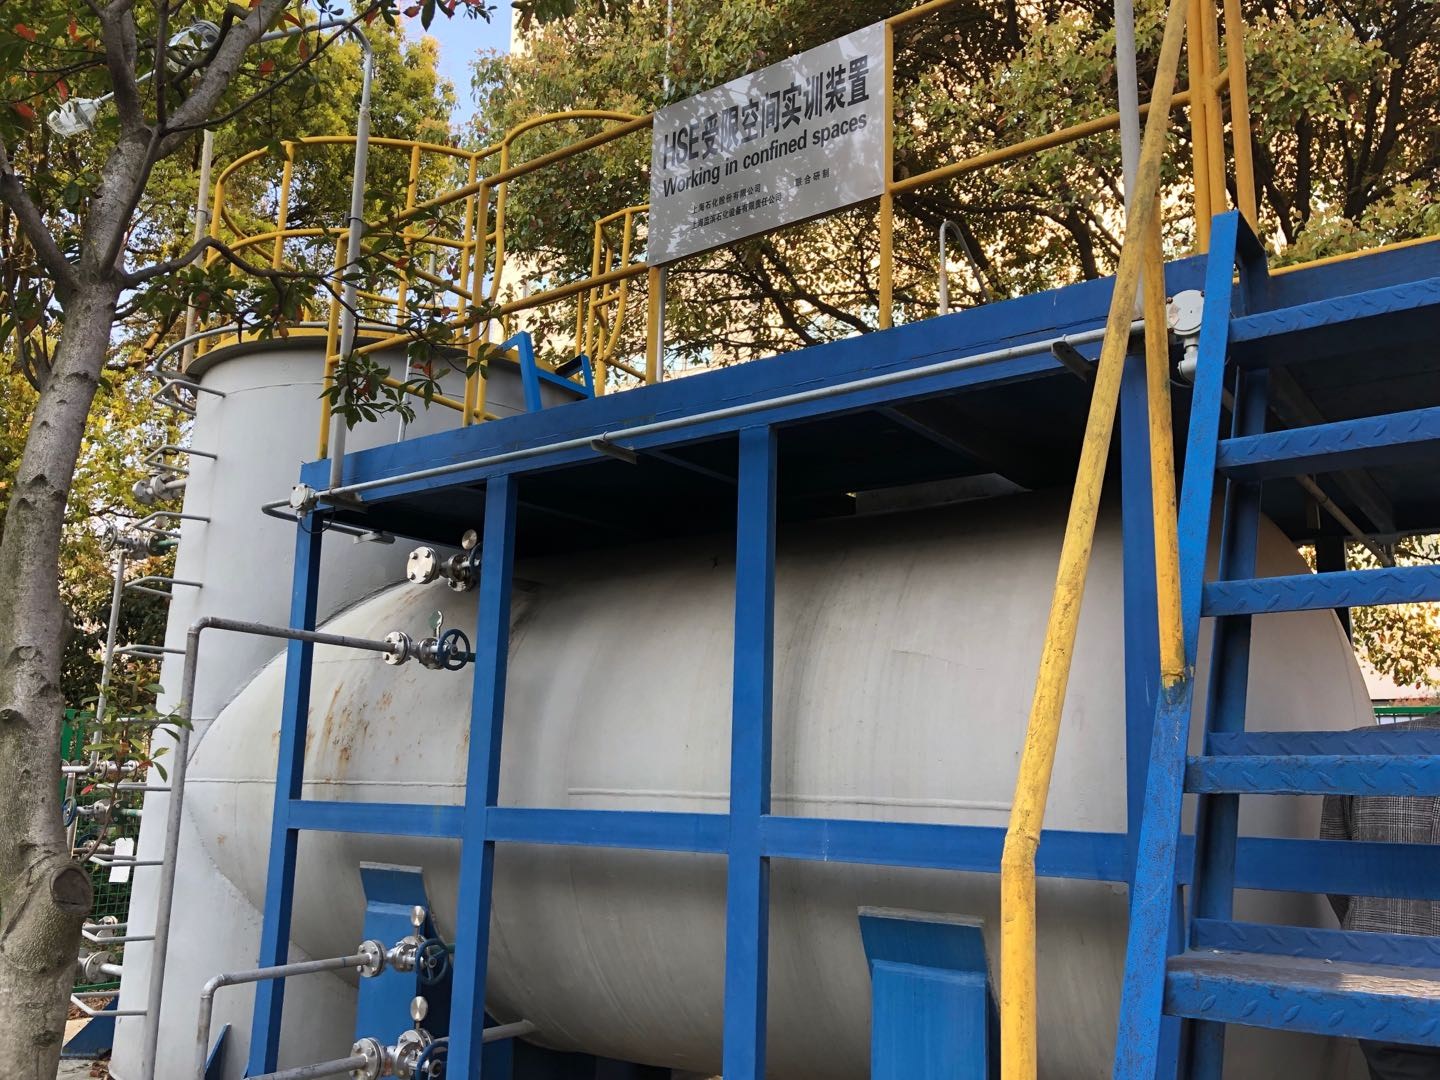 HSE受限空间实训装置
Working in confined spaces
上海石化股份有限公司
上海蓝滨石化设备有限责任公司 联合研制